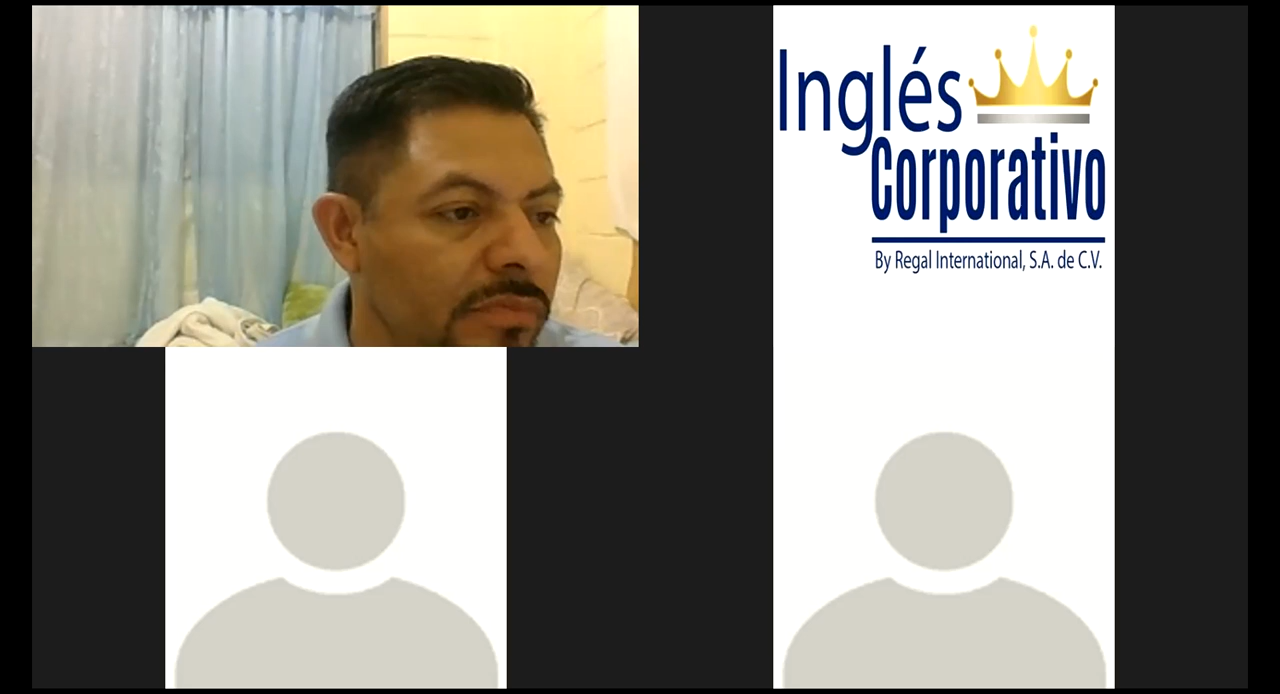 Inglés
Corporativo
By Regal International, S.A. de C.V.